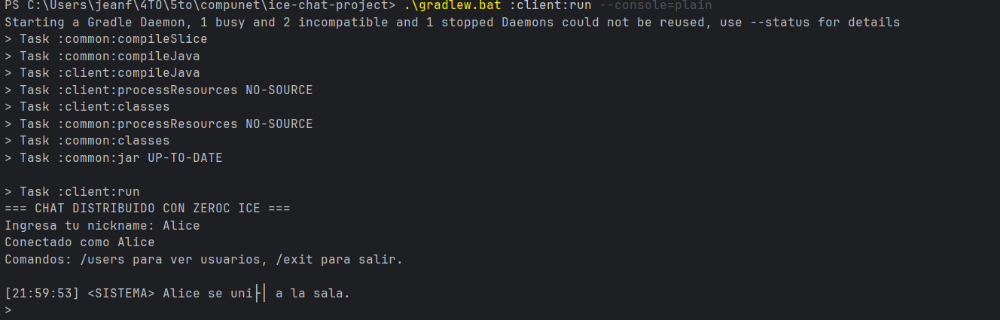 PS C:\Users\jeanf\4TO\5to\compunet\ice-chat-project> .\gradlew.bat :client:run --console=plain
Starting a Gradle Daemon, 1 busy and 2 incompatible and 1 stopped Daemons could not be reused, use --status for details
> Task :common:compileSlice
> Task :common:compileJava
> Task :client:compileJava
> Task :client:processResources NO-SOURCE
> Task :client:classes
> Task :common:processResources NO-SOURCE
> Task :common:classes
> Task :common:jar UP-TO-DATE
> Task :client:run
=== CHAT DISTRIBUIDO CON ZEROC ICE ===
Ingresa tu nickname: Alice
Conectado como Alice
Comandos: /users para ver usuarios, /exit para salir.
[21:59:53] <SISTEMA> Alice se uni├│ a la sala.
>